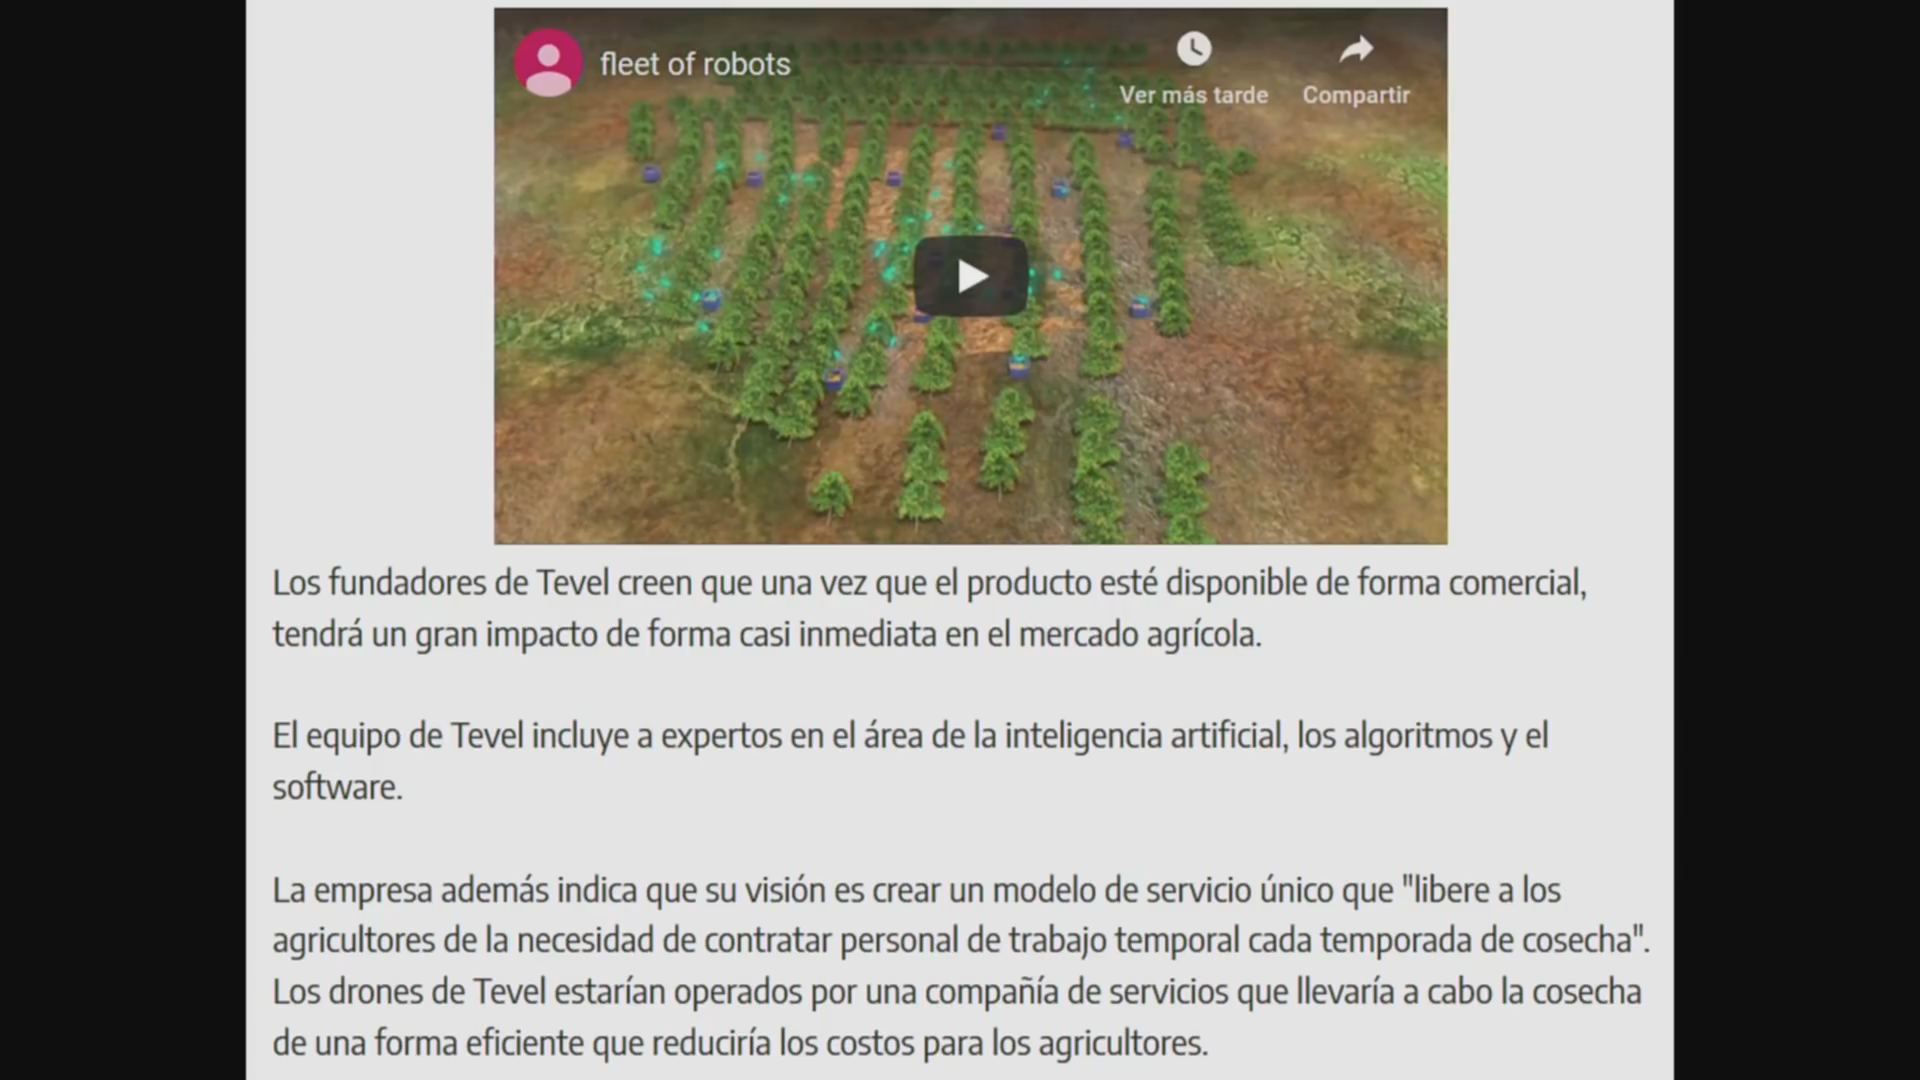 fleet of robots
Ver más tarde
Compartir
Los fundadores de Tevel creen que una vez que el producto esté disponible de forma comercial,
tendrá un gran impacto de forma casi inmediata en el mercado agrícola.
El equipo de Tevel incluye a expertos en el área de la inteligencia artificial, los algoritmos y el
software.
La empresa además indica que su visión es crear un modelo de servicio único que "libere a los
agricultores de la necesidad de contratar personal de trabajo temporal cada temporada de cosecha".
Los drones de Tevel estarían operados por una compañía de servicios que llevaría a cabo la cosecha
de una forma eficiente que reduciría los costos para los agricultores.